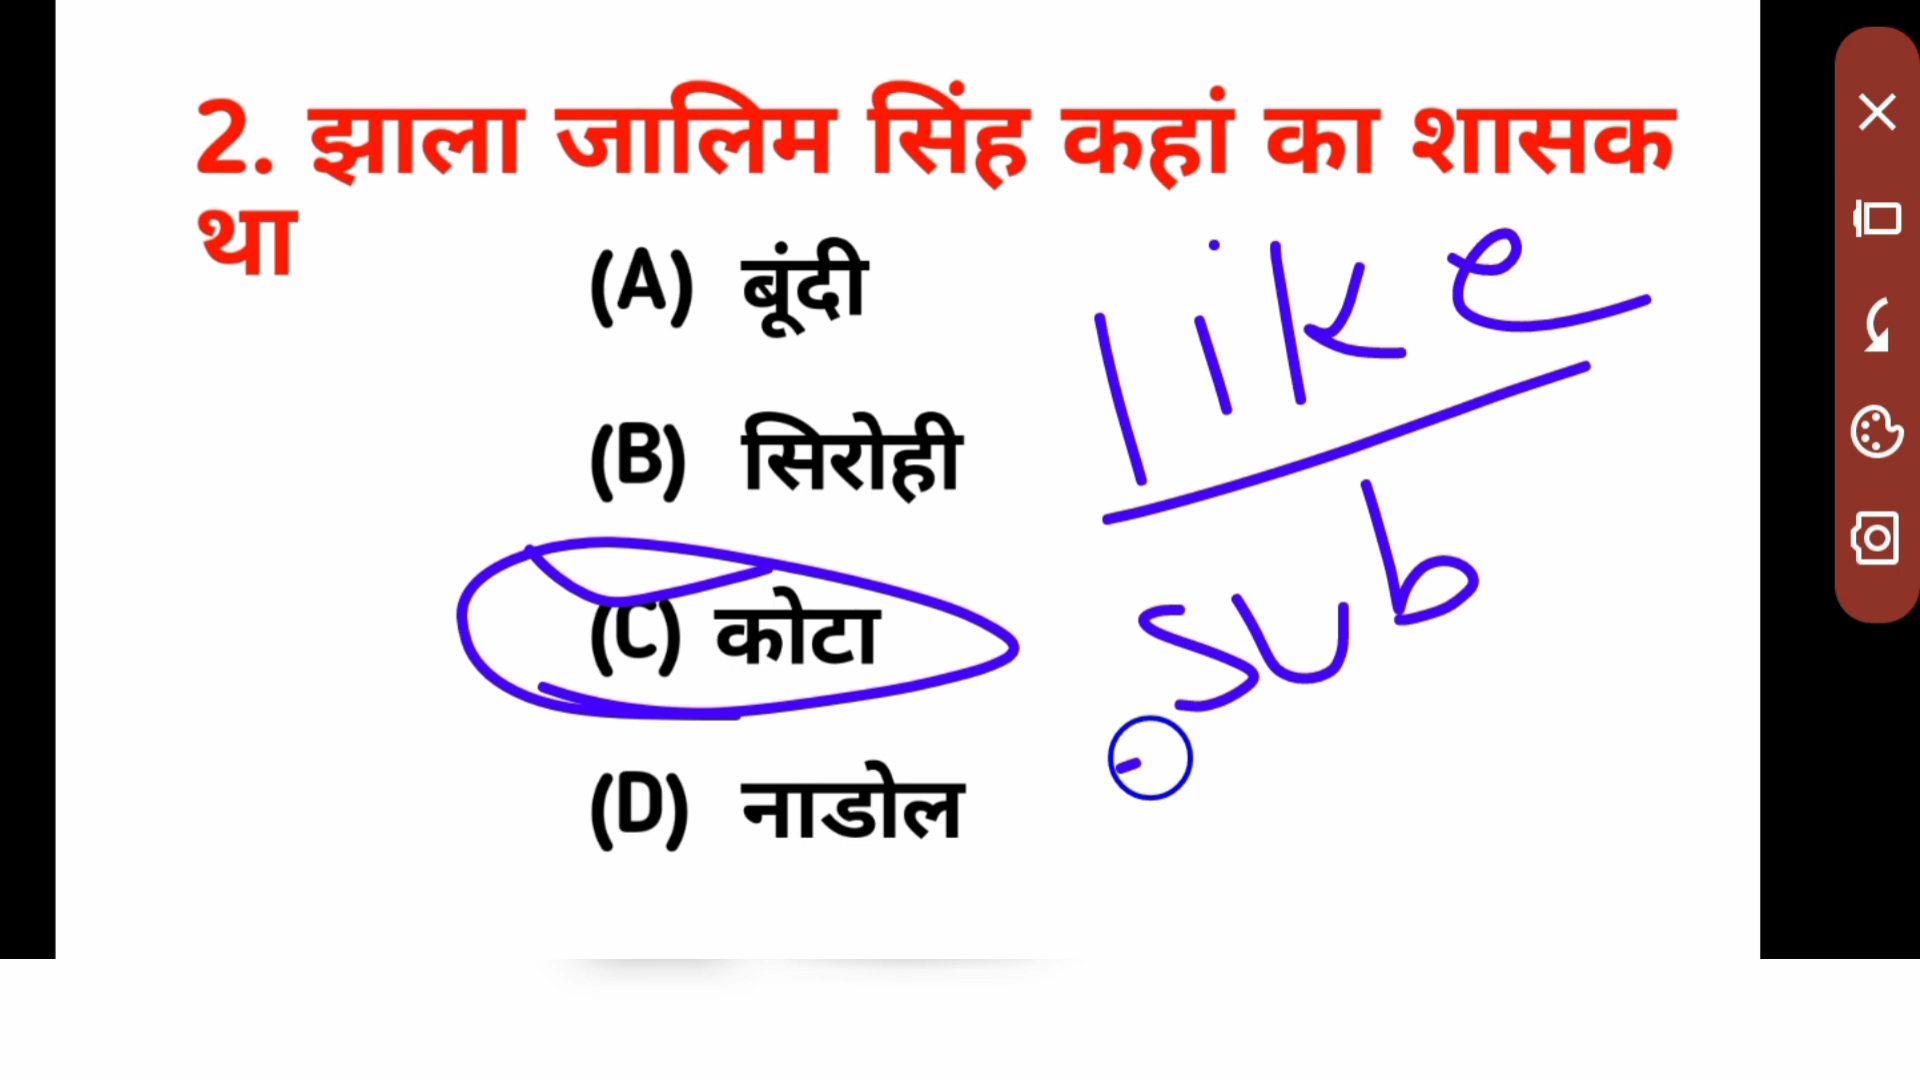 2. झाला जालिम सिंह कहां का शासक
था
(A) बूंदी
(B) सिरोही
(C) कोटा
(D) नाडोल
like
sub